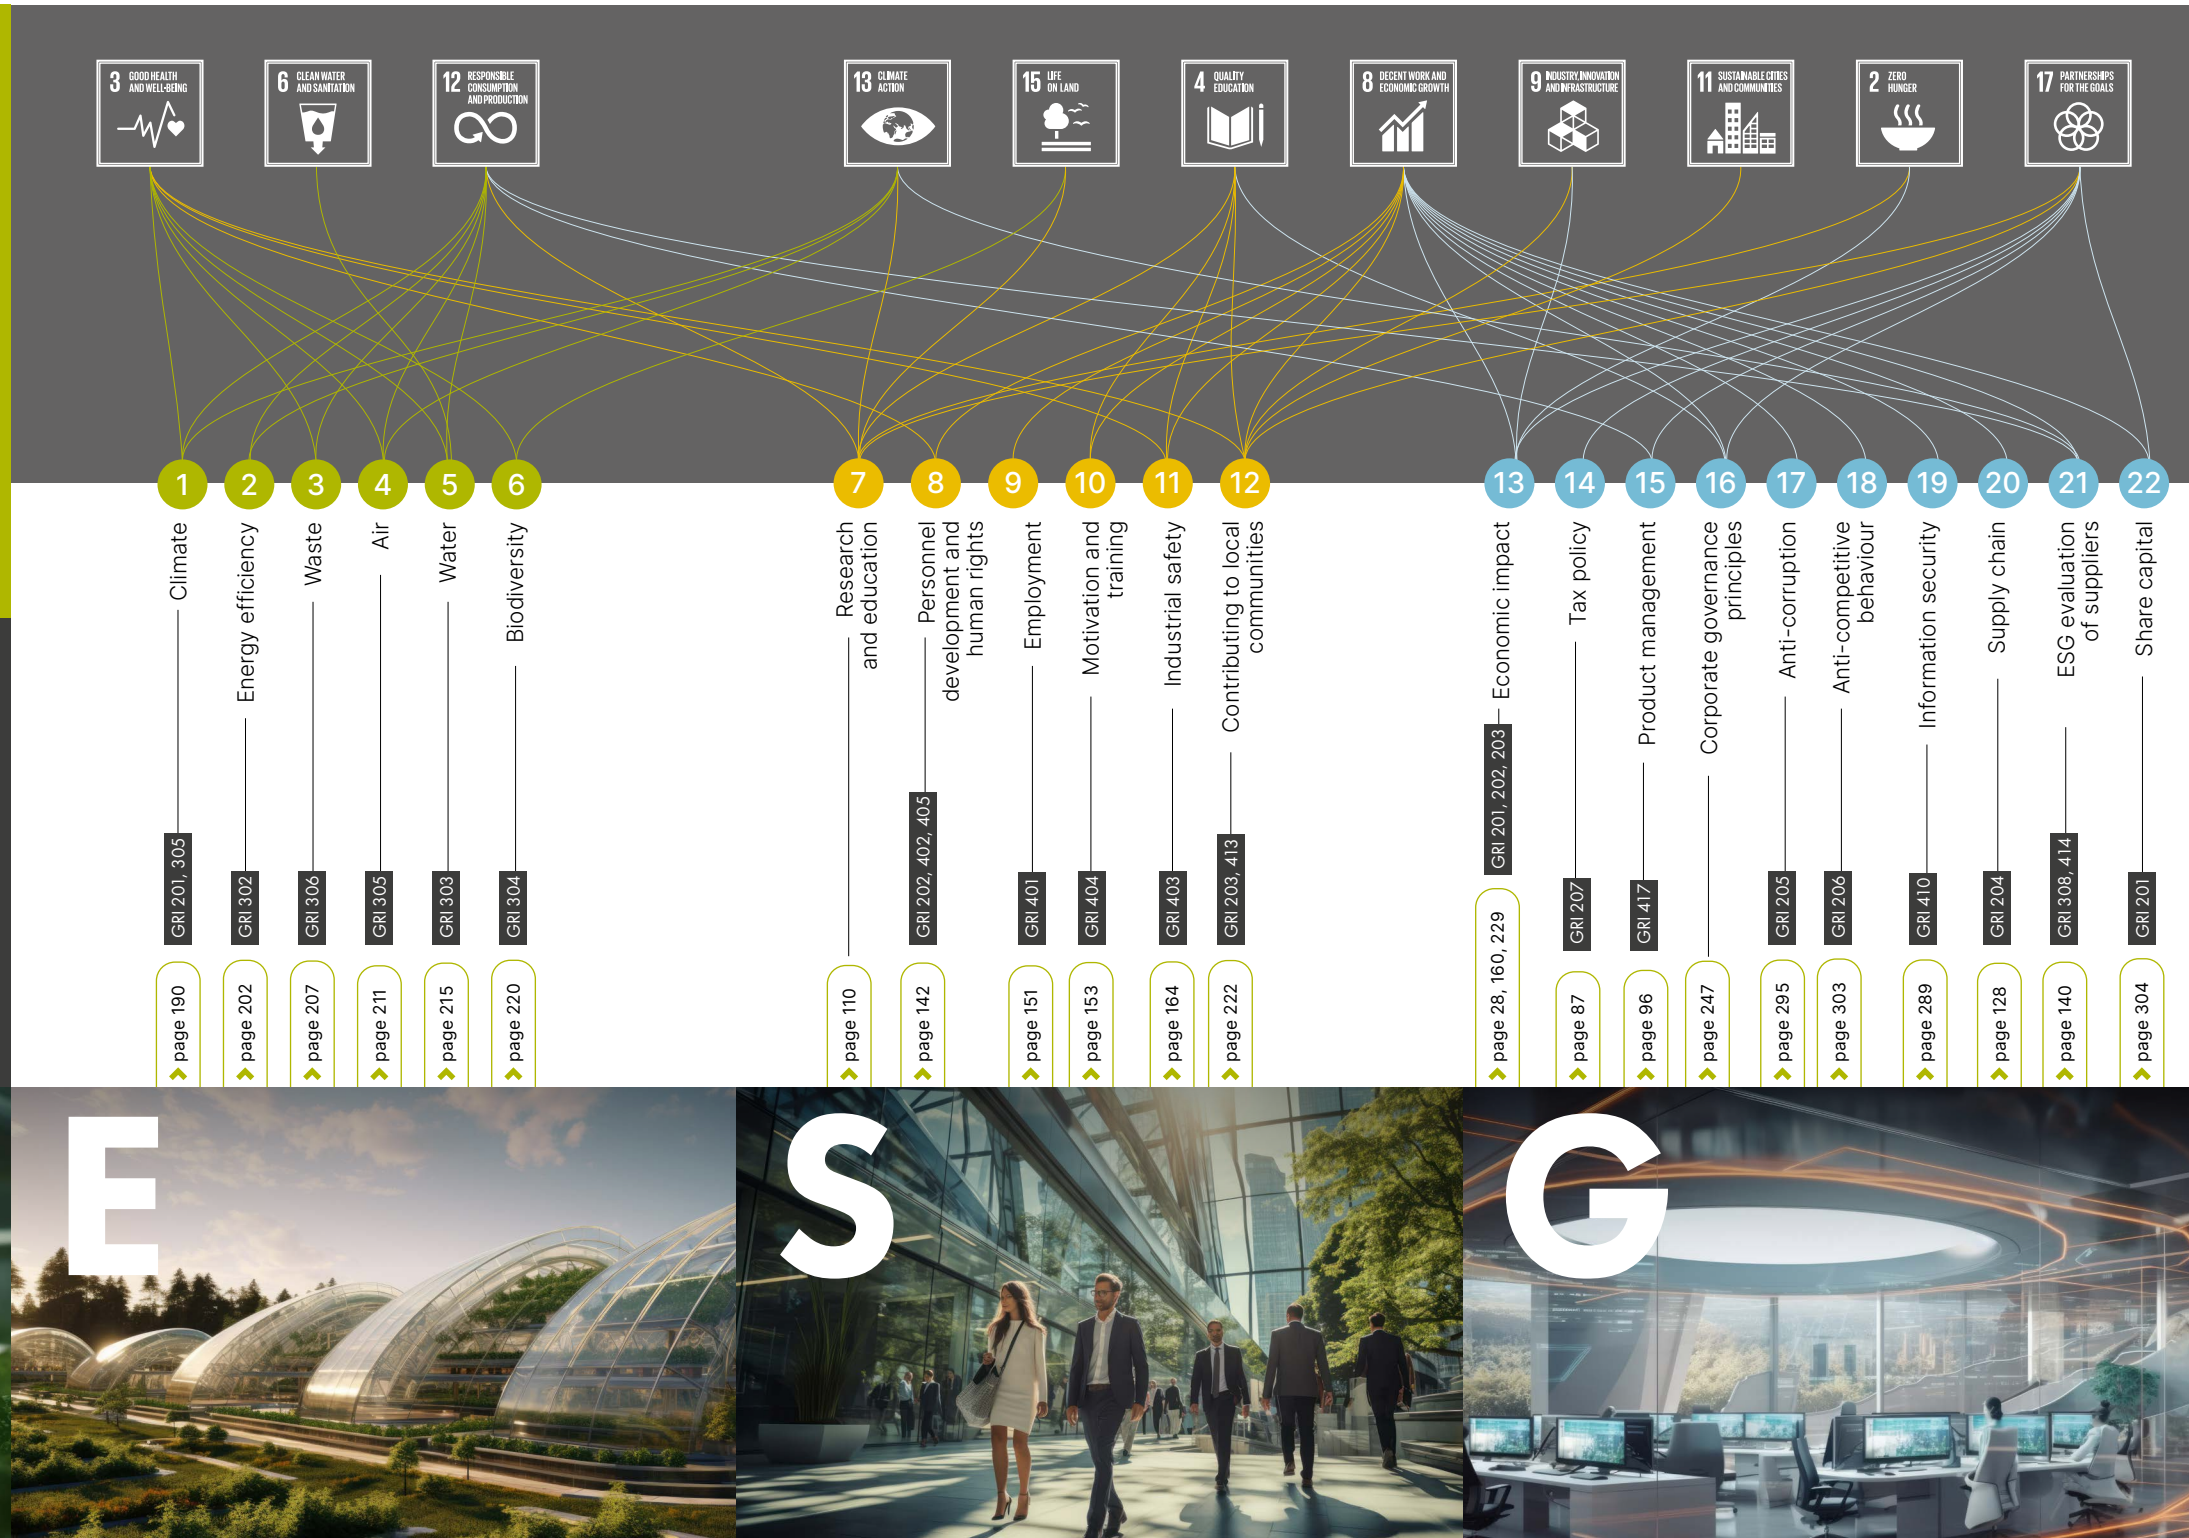 3 GOOD HEALTH
AND WELL-BEING
6 CLEAN WATER
AND SANITATION
12 RESPONSIBLE
CONSUMPTION
AND PRODUCTION
13 CLIMATE
ACTION
15 LIFE
ON LAND
4 QUALITY
EDUCATION
8 DECENT WORK AND
ECONOMIC GROWTH
9 INDUSTRY, INNOVATION
AND INFRASTRUCTURE
11 SUSTAINABLE CITIES
AND COMMUNITIES
2 ZERO
HUNGER
17 PARTNERSHIPS
FOR THE GOALS
1
Climate
GRI 201, 305
page 190
2
Energy efficiency
GRI 302
page 202
3
Waste
GRI 306
page 207
4
Air
GRI 305
page 211
5
Water
GRI 303
page 215
6
Biodiversity
GRI 304
page 220
7
Research
and education
page 110
8
Personnel
development and
human rights
GRI 202, 402, 405
page 142
9
Employment
GRI 401
page 151
10
Motivation and
training
GRI 404
page 153
11
Industrial safety
GRI 403
page 164
12
Contributing to local
communities
GRI 203, 413
page 222
13
Economic impact
GRI 201, 202, 203
page 28, 160, 229
14
Tax policy
GRI 207
page 87
15
Product management
GRI 417
page 96
16
Corporate governance
principles
page 247
17
Anti-corruption
GRI 205
page 295
18
Anti-competitive
behaviour
GRI 206
page 303
19
Information security
GRI 410
page 289
20
Supply chain
GRI 204
page 128
21
ESG evaluation
of suppliers
GRI 308, 414
page 140
22
Share capital
GRI 201
page 304
E
S
G